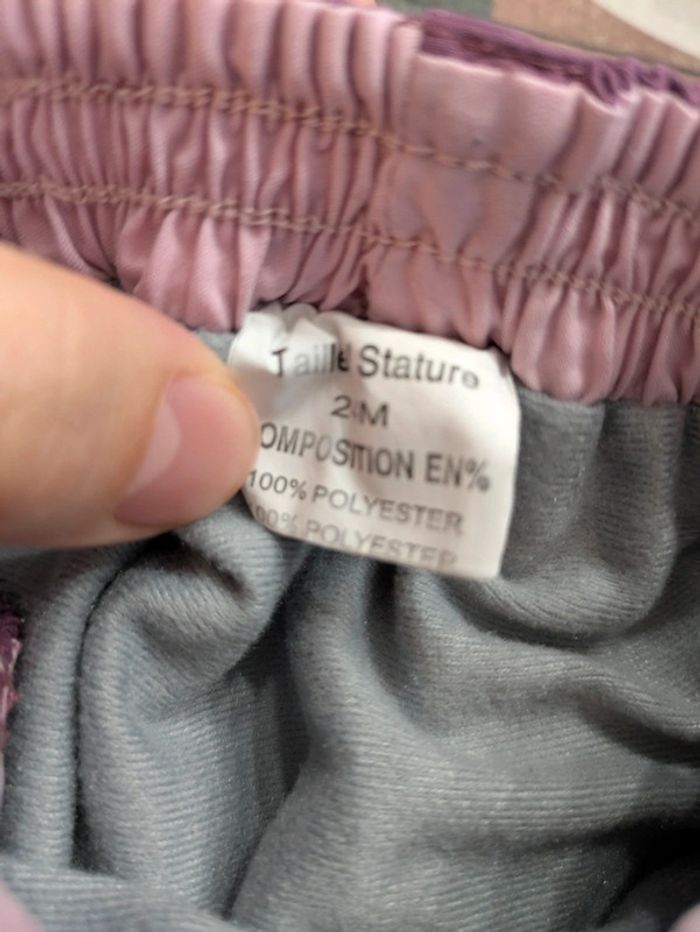 Taille Stature
24M
OMPOSITION EN%
100% POLYESTER
00% POLYESTER